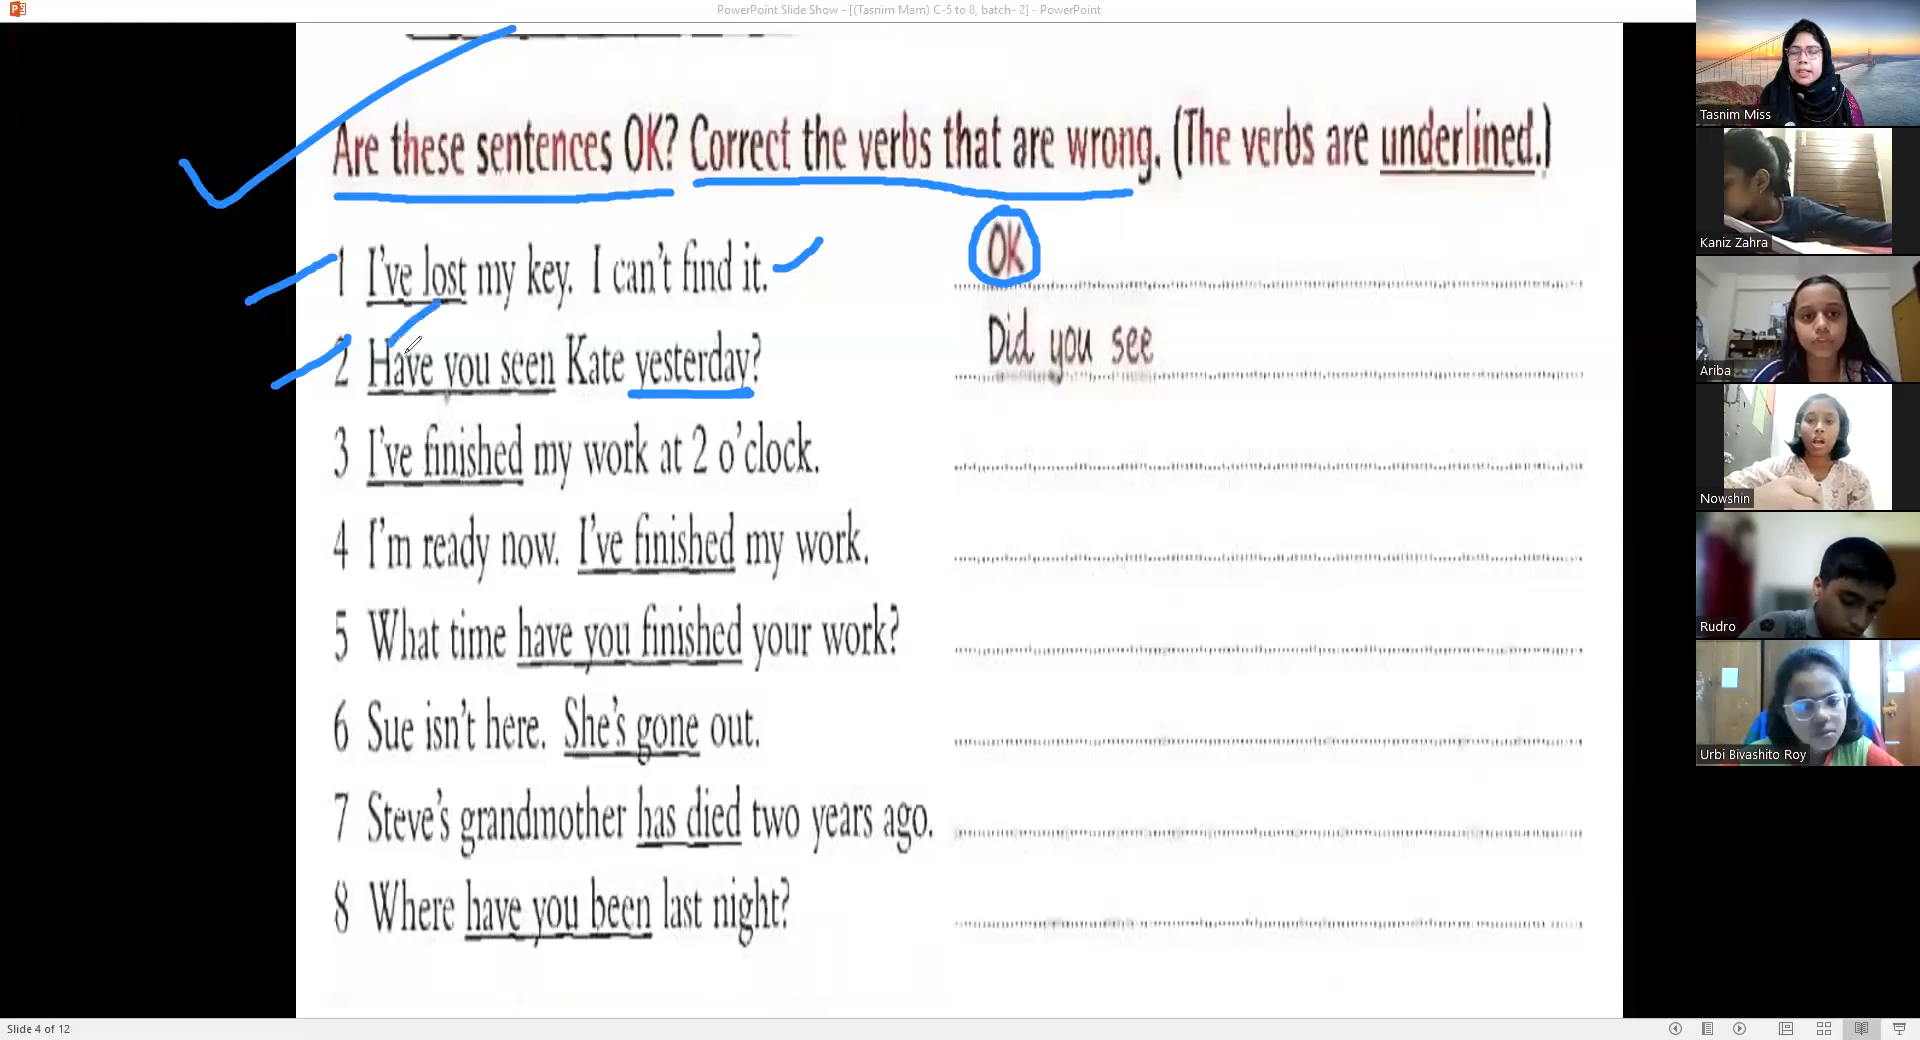 PowerPoint Slide Show - [(Tasnim Mam) C-5 to 8, batch- 2] - PowerPoint
Are these sentences OK? Correct the verbs that are wrong. (The verbs are underlined.)
1 I've lost my key. I can't find it. OK
2 Have you seen Kate yesterday? Did you see
3 I've finished my work at 2 o'clock.
4 I'm ready now. I've finished my work.
5 What time have you finished your work?
6 Sue isn't here. She's gone out.
7 Steve's grandmother has died two years ago.
8 Where have you been last night?
Tasnim Miss
Kaniz Zahra
Ariba
Nowshin
Rudro
Urbi Bivashito Roy
Slide 4 of 12